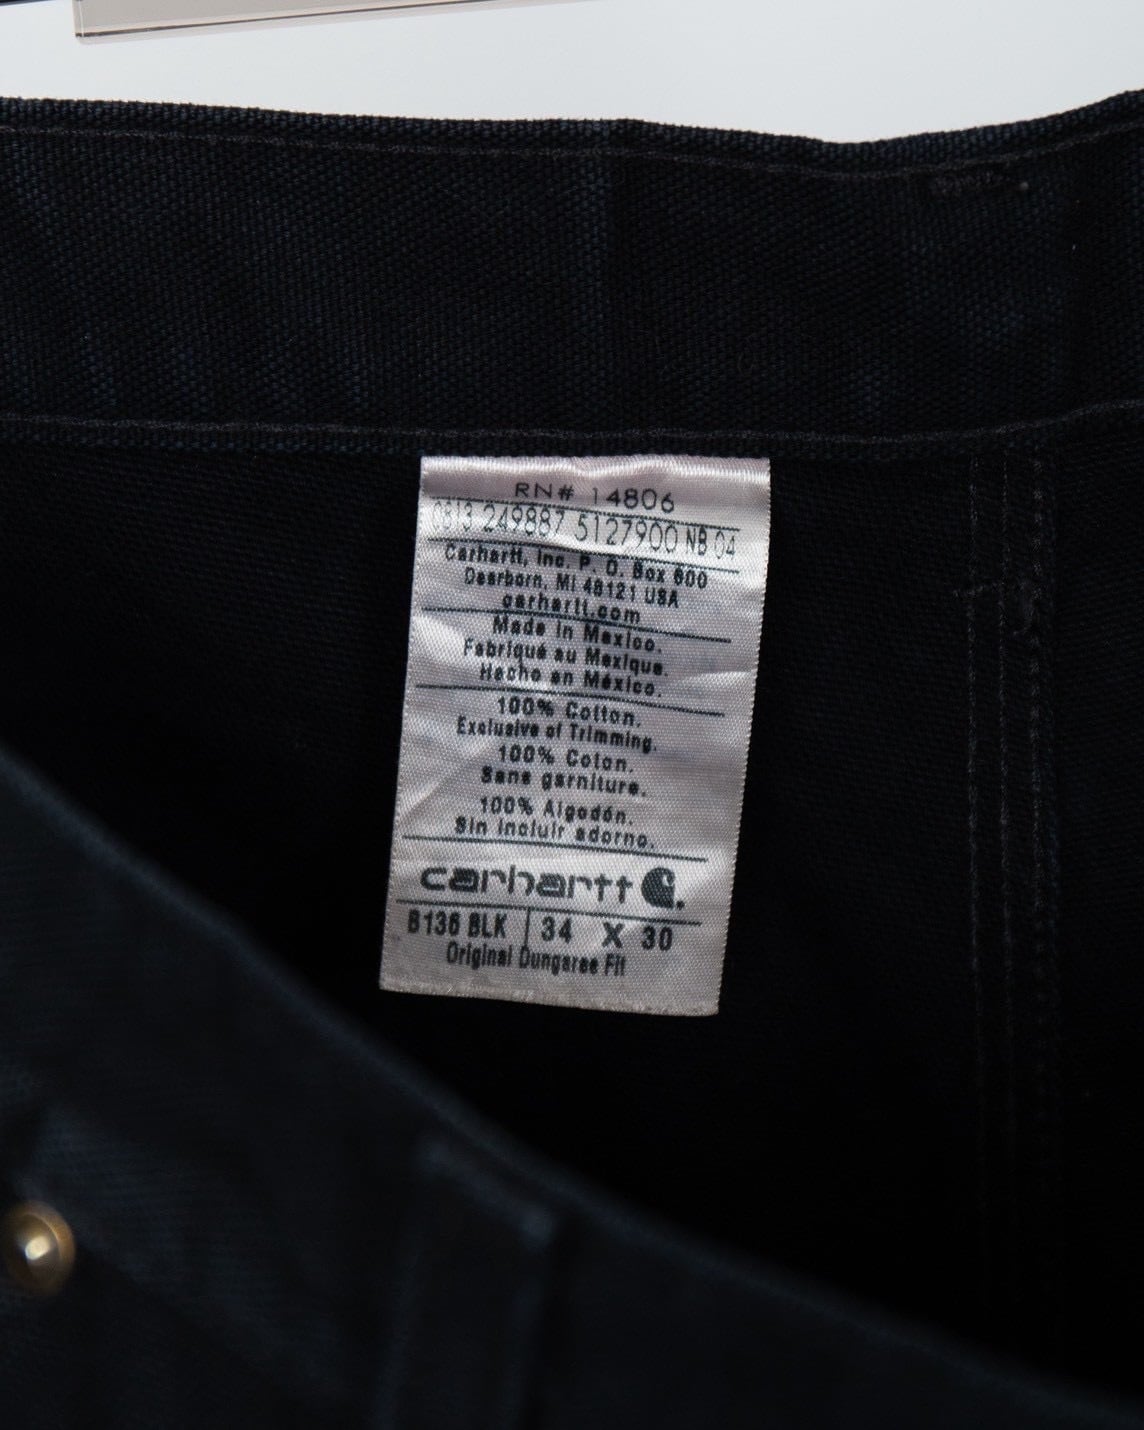 RN# 14806
0813 249887 5127900 NB 04
Carhartt, Inc. P. O. Box 600
Dearborn, MI 48121 USA
carhartt.com
Made in Mexico.
Fabriqué au Mexique.
Hecho en México.
100% Cotton.
Exclusive of Trimming.
100% Coton.
Sans garniture.
100% Algodón.
Sin incluir adorno.
carhartt
B136 BLK 34 X 30
Original Dungaree Fit